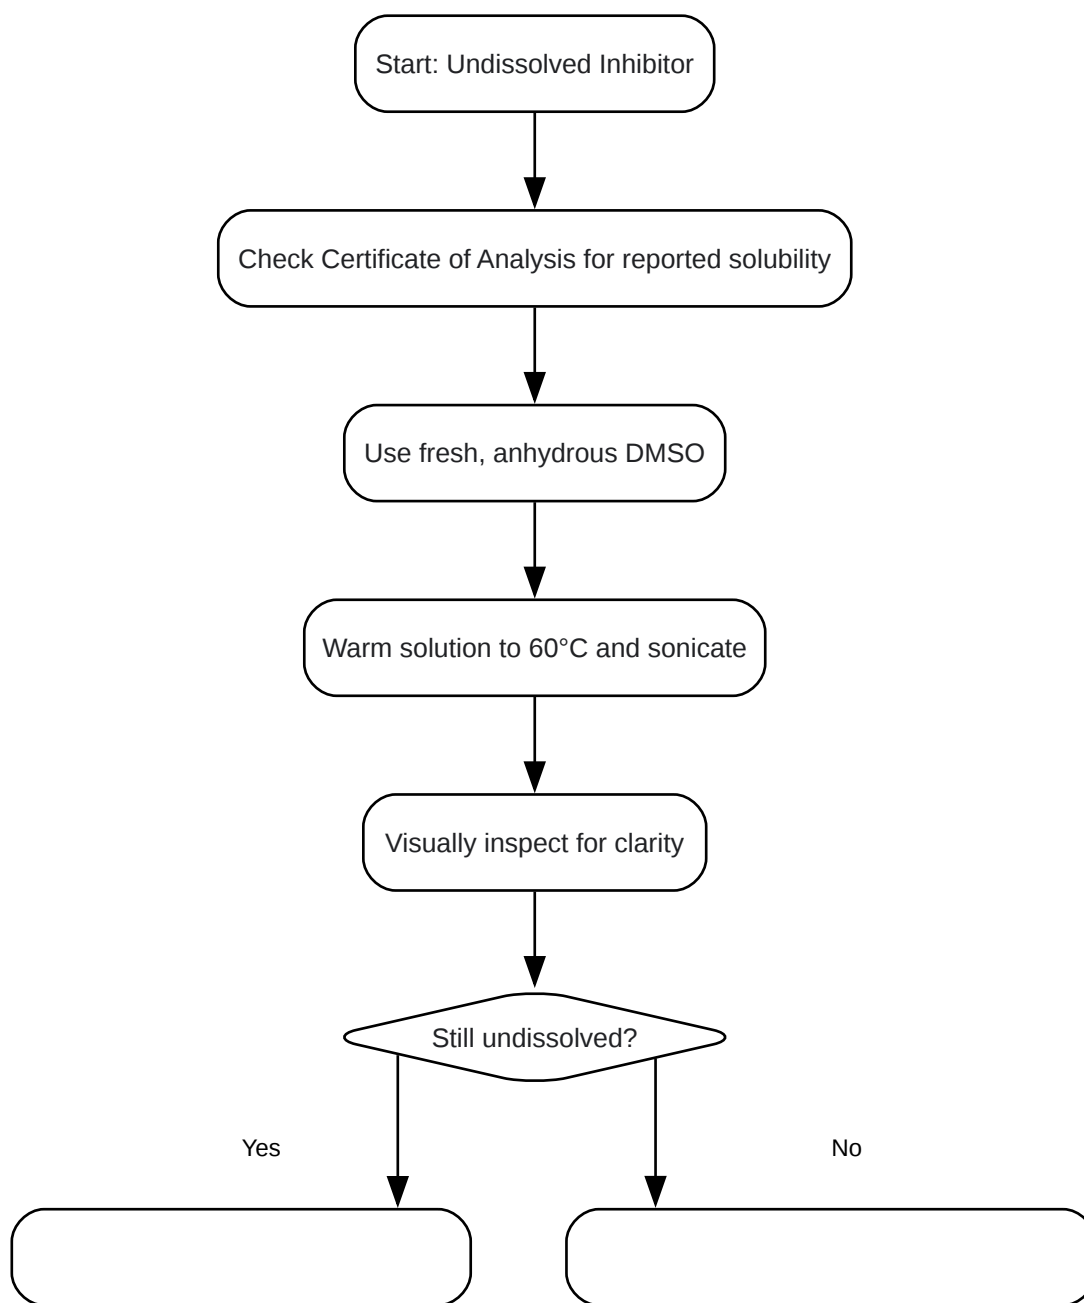 Start: Undissolved Inhibitor
Check Certificate of Analysis for reported solubility
Use fresh, anhydrous DMSO
Warm solution to 60°C and sonicate
Visually inspect for clarity
Still undissolved?
Yes
No